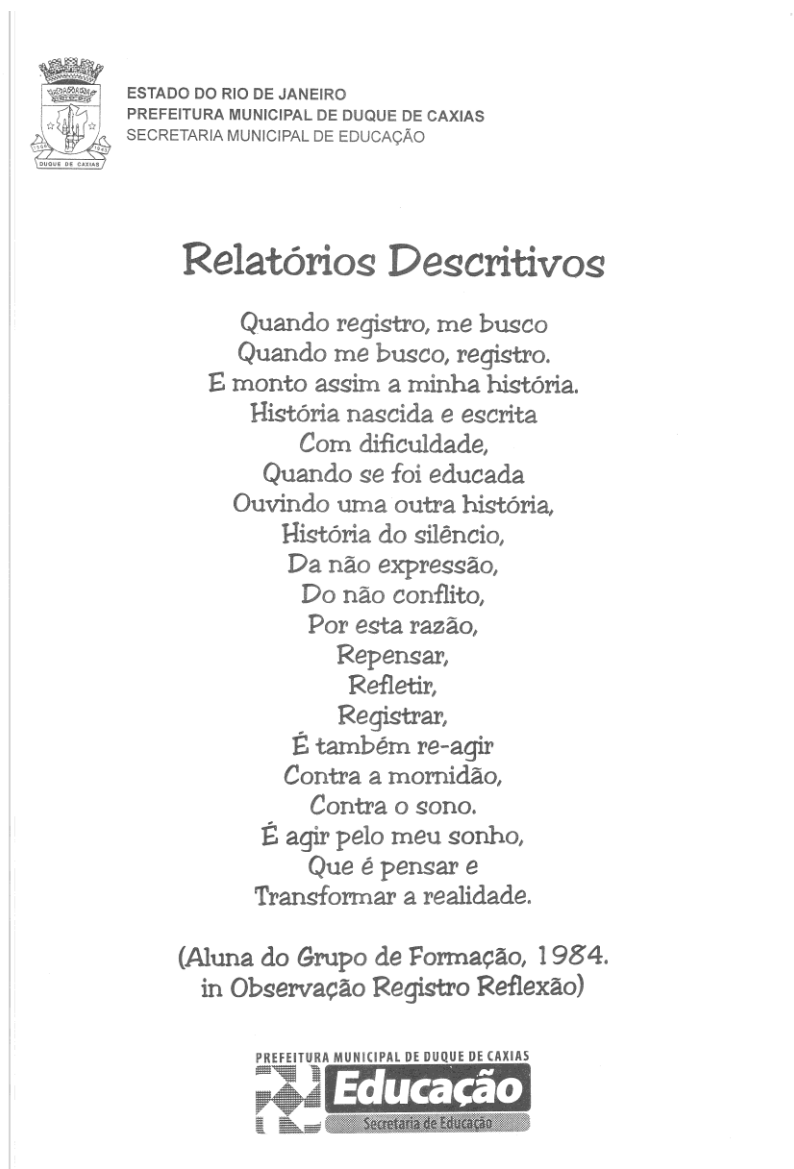 ESTADO DO RIO DE JANEIRO
PREFEITURA MUNICIPAL DE DUQUE DE CAXIAS
SECRETARIA MUNICIPAL DE EDUCAÇÃO
DUQUE DE CAXIAS
Relatórios Descritivos
Quando registro, me busco
Quando me busco, registro.
E monto assim a minha história.
História nascida e escrita
Com dificuldade,
Quando se foi educada
Ouvindo uma outra história,
História do silêncio,
Da não expressão,
Do não conflito,
Por esta razão,
Repensar,
Refletir,
Registrar,
É também re-agir
Contra a mornidão,
Contra o sono.
É agir pelo meu sonho,
Que é pensar e
Transformar a realidade.
(Aluna do Grupo de Formação, 1984.
in Observação Registro Reflexão)
PREFEITURA MUNICIPAL DE DUQUE DE CAXIAS
Educação
Secretaria de Educação